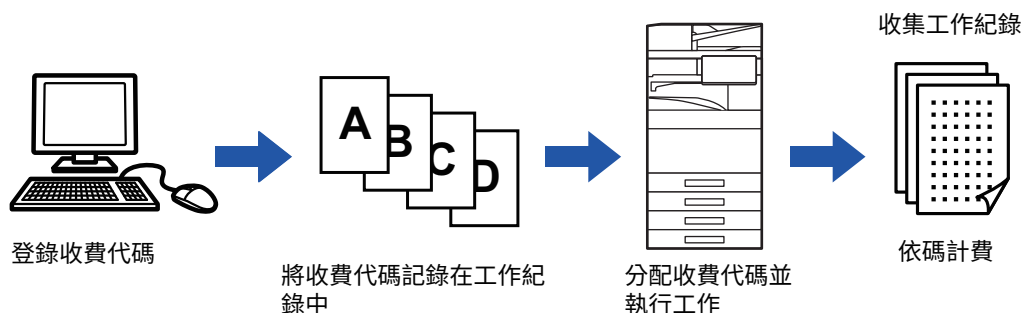 收集工作紀錄
A
B
C
D
登錄收費代碼
將收費代碼記錄在工作紀
錄中
分配收費代碼並
執行工作
依碼計費